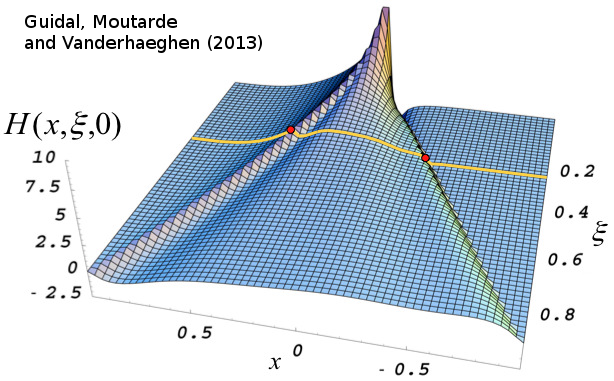 Guidal, Moutarde
and Vanderhaeghen (2013)
H(x,ξ,0)
10
7.5
5
2.5
0
- 2.5
0.5
0
- 0.5
x
0.2
0.4
0.6
0.8
ξ